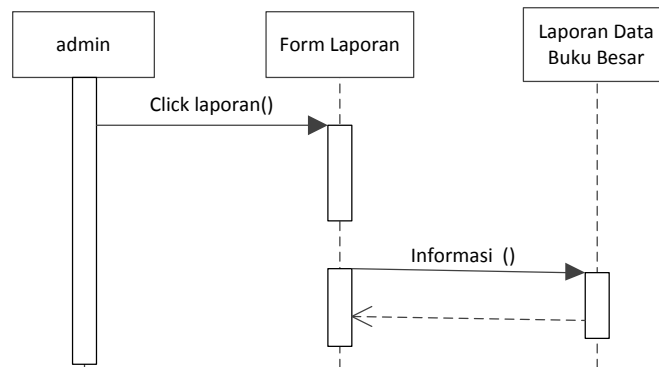 admin
Form Laporan
Laporan Data
Buku Besar
Click laporan()
Informasi  ()